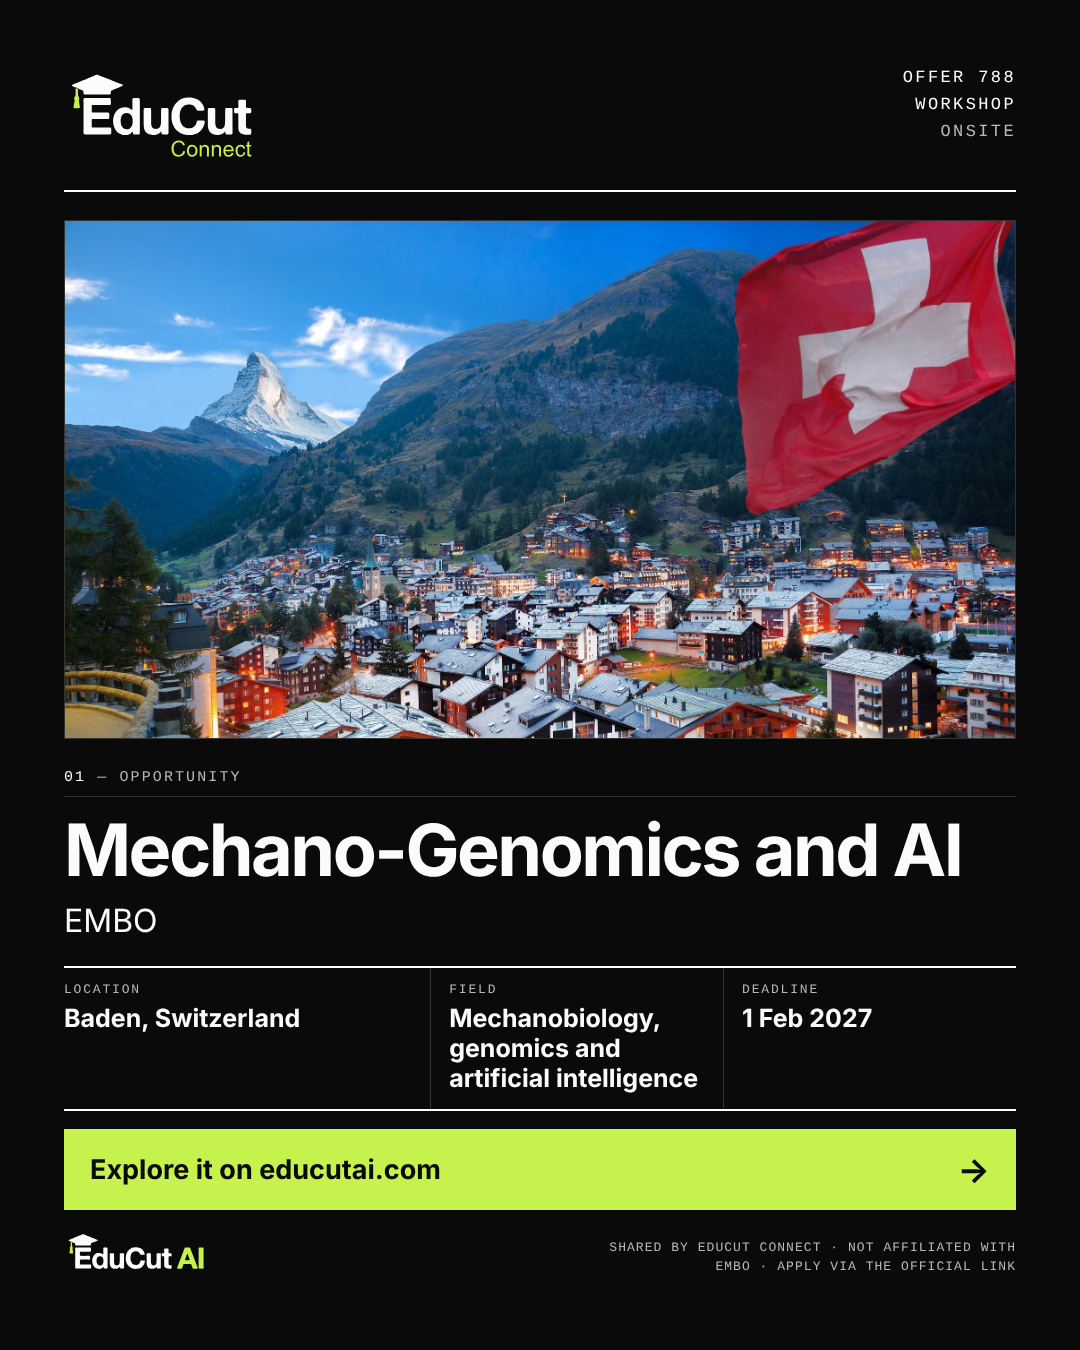 EduCut
Connect
OFFER 788
WORKSHOP
ONSITE
01 — OPPORTUNITY
Mechano-Genomics and AI
EMBO
LOCATION
Baden, Switzerland
FIELD
Mechanobiology,
genomics and
artificial intelligence
DEADLINE
1 Feb 2027
Explore it on educutai.com →
EduCut AI
SHARED BY EDUCUT CONNECT · NOT AFFILIATED WITH
EMBO · APPLY VIA THE OFFICIAL LINK